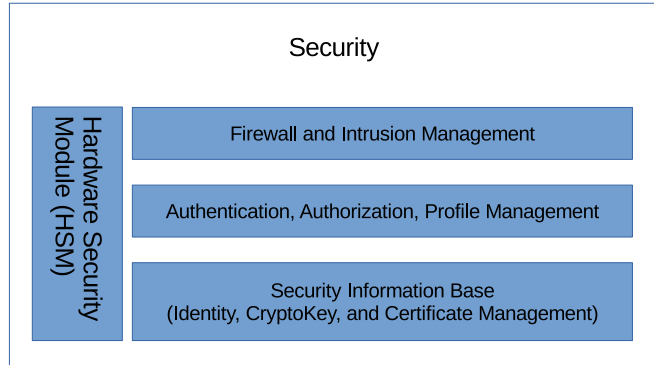 Security
Hardware Security
Module (HSM)
Firewall and Intrusion Management
Authentication, Authorization, Profile Management
Security Information Base
(Identity, CryptoKey, and Certificate Management)